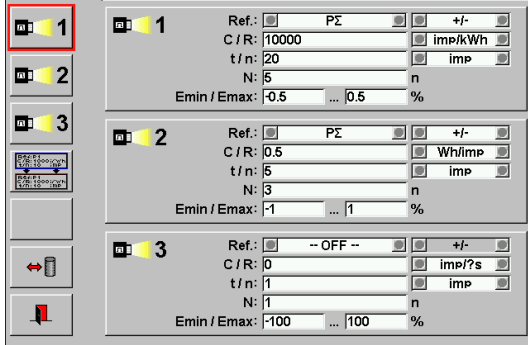 1
2
3
1 Ref.: PΣ +/-
C / R: 10000 imp/kWh
t / n: 20 imp
N: 5 n
Emin / Emax: -0.5 ... 0.5 %
2 Ref.: PΣ +/-
C / R: 0.5 Wh/imp
t / n: 5 imp
N: 3 n
Emin / Emax: -1 ... 1 %
3 Ref.: -- OFF -- +/-
C / R: 0 imp/?s
t / n: 1 imp
N: 1 n
Emin / Emax: -100 ... 100 %